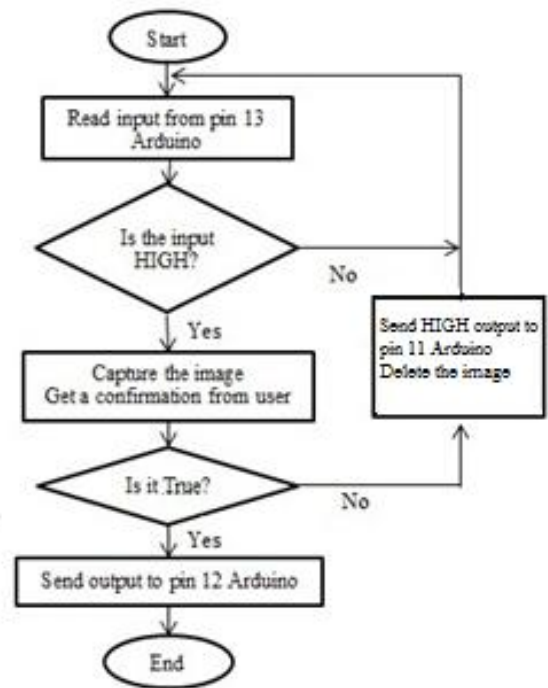 Start
Read input from pin 13
Arduino
Is the input
HIGH?
No
Yes
Send HIGH output to
pin 11 Arduino
Delete the image
Capture the image
Get a confirmation from user
Is it True?
No
Yes
Send output to pin 12 Arduino
End